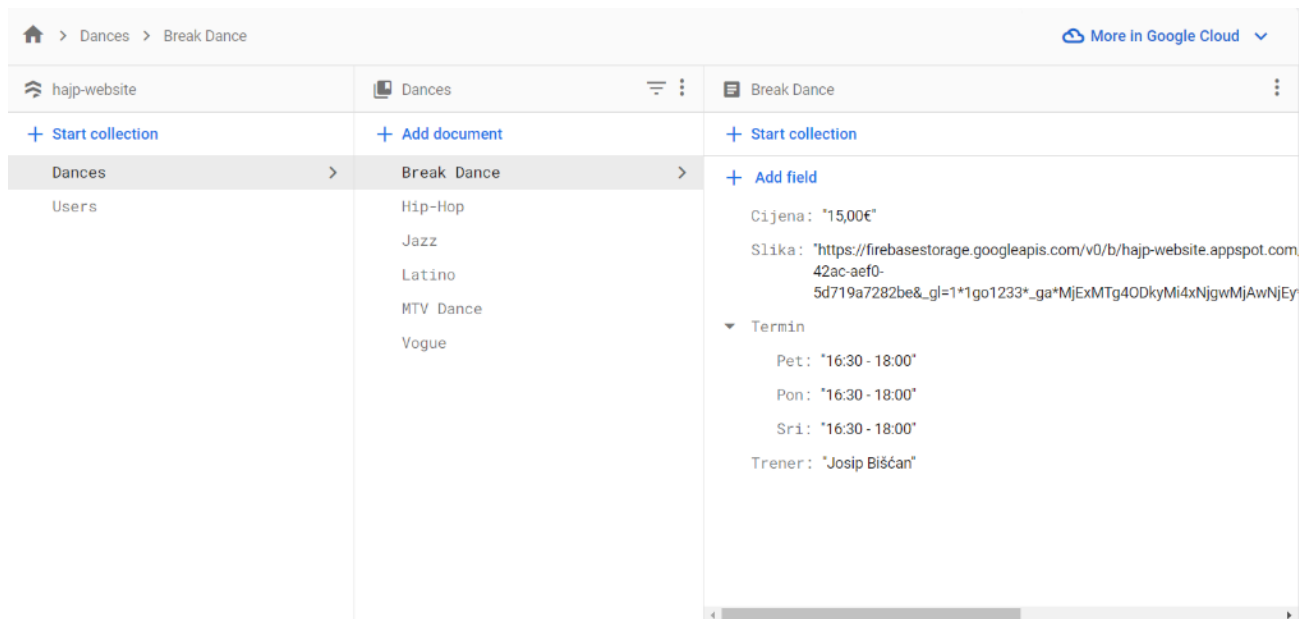 Dances > Break Dance
More in Google Cloud
hajp-website
Dances
Break Dance
+ Start collection
+ Add document
+ Start collection
Dances
Users
Break Dance
Hip-Hop
Jazz
Latino
MTV Dance
Vogue
+ Add field
Cijena: "15,00€"
Slika: "https://firebasestorage.googleapis.com/v0/b/hajp-website.appspot.com
42ac-aef0-
5d719a7282be&_gl=1*1go1233*_ga*MjExMTg4ODkyMi4xNjgwMjAwNjEy
Termin
Pet: "16:30 - 18:00"
Pon: "16:30 - 18:00"
Sri: "16:30 - 18:00"
Trener: "Josip Bišćan"